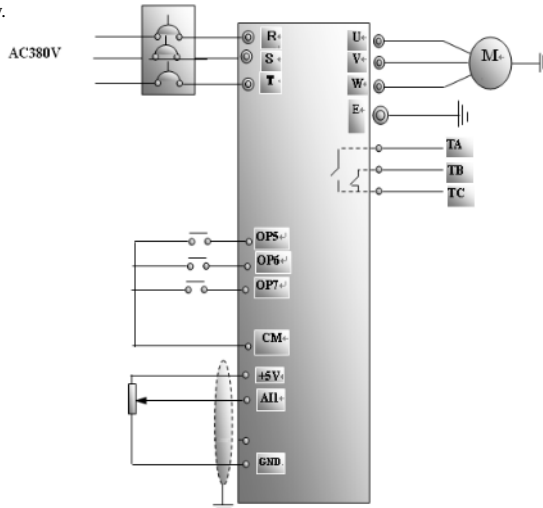 y.
AC380V
R
S
T
U
V
W
E
M
TA
TB
TC
OP5
OP6
OP7
CM
+5V
AI1
GND.